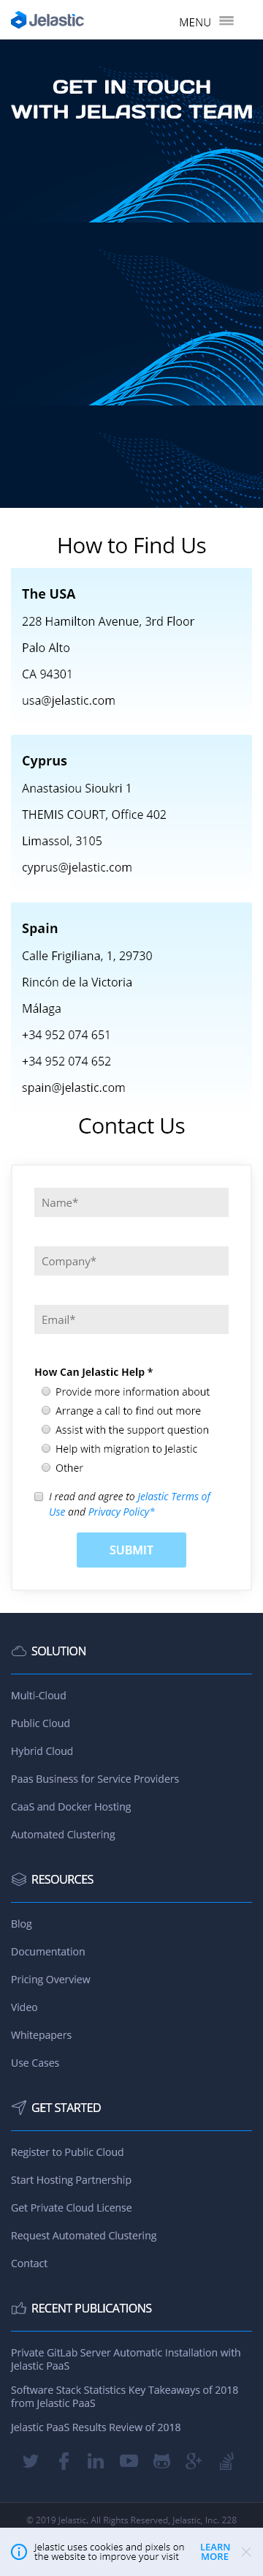 Jelastic
MENU
GET IN TOUCH
WITH JELASTIC TEAM
How to Find Us
The USA
228 Hamilton Avenue, 3rd Floor
Palo Alto
CA 94301
usa@jelastic.com
Cyprus
Anastasiou Sioukri 1
THEMIS COURT, Office 402
Limassol, 3105
cyprus@jelastic.com
Spain
Calle Frigiliana, 1, 29730
Rincón de la Victoria
Málaga
+34 952 074 651
+34 952 074 652
spain@jelastic.com
Contact Us
Name*
Company*
Email*
How Can Jelastic Help *
Provide more information about
Arrange a call to find out more
Assist with the support question
Help with migration to Jelastic
Other
I read and agree to Jelastic Terms of
Use and Privacy Policy*
SUBMIT
SOLUTION
Multi-Cloud
Public Cloud
Hybrid Cloud
Paas Business for Service Providers
CaaS and Docker Hosting
Automated Clustering
RESOURCES
Blog
Documentation
Pricing Overview
Video
Whitepapers
Use Cases
GET STARTED
Register to Public Cloud
Start Hosting Partnership
Get Private Cloud License
Request Automated Clustering
Contact
RECENT PUBLICATIONS
Private GitLab Server Automatic Installation with
Jelastic PaaS
Software Stack Statistics Key Takeaways of 2018
from Jelastic PaaS
Jelastic PaaS Results Review of 2018
© 2019 Jelastic. All Rights Reserved, Jelastic, Inc. 228
Jelastic uses cookies and pixels on
the website to improve your visit
LEARN
MORE